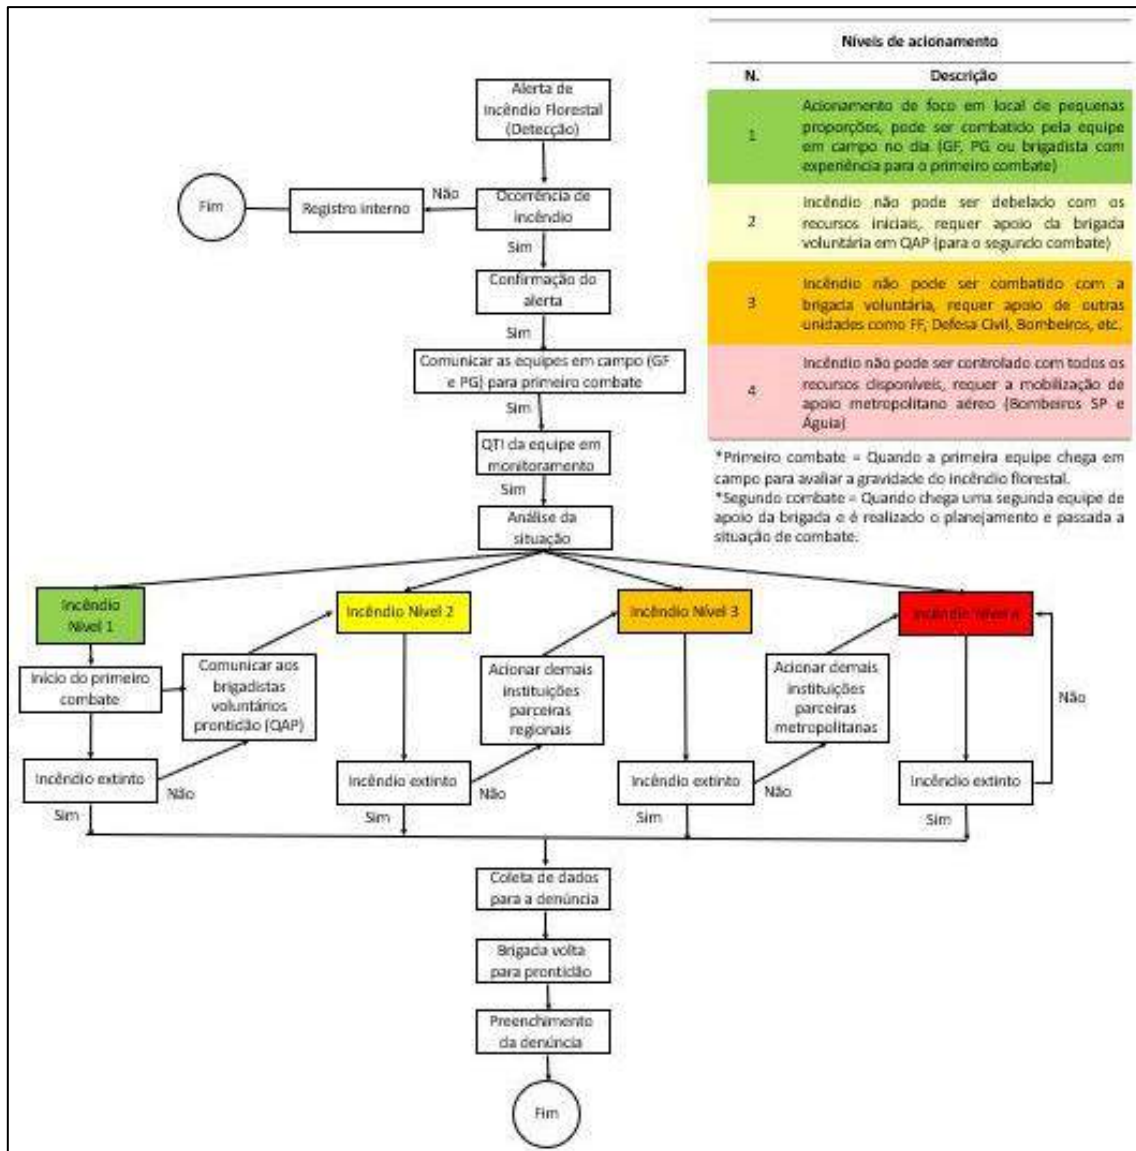 Níveis de acionamento
N. Descrição
1
Acionamento de foco em local de pequenas
proporções, pode ser combatido pela equipe
em campo no dia (GF, PG ou brigadista com
experiência para o primeiro combate)
2
Incêndio não pode ser debelado com os
recursos iniciais, requer apoio da brigada
voluntária em QAP (para o segundo combate)
3
Incêndio não pode ser combatido com a
brigada voluntária, requer apoio de outras
unidades como FF, Defesa Civil, Bombeiros, etc.
4
Incêndio não pode ser controlado com todos os
recursos disponíveis, requer a mobilização de
apoio metropolitano aéreo (Bombeiros SP e
Águia)
*Primeiro combate = Quando a primeira equipe chega em
campo para avaliar a gravidade do incêndio florestal.
*Segundo combate = Quando chega uma segunda equipe de
apoio da brigada e é realizado o planejamento e passada a
situação de combate.
Alerta de
Incêndio Florestal
(Detecção)
Ocorrência de
incêndio
Não
Registro interno
Fim
Sim
Confirmação do
alerta
Sim
Comunicar as equipes em campo (GF
e PG) para primeiro combate
Sim
QTI da equipe em
monitoramento
Sim
Análise da
situação
Incêndio
Nível 1
Incêndio Nível 2
Incêndio Nível 3
Incêndio Nível 4
Início do primeiro
combate
Comunicar aos
brigadistas
voluntários
prontidão (QAP)
Acionar demais
instituições
parceiras
regionais
Acionar demais
instituições
parceiras
metropolitanas
Não
Incêndio extinto
Não
Incêndio extinto
Não
Incêndio extinto
Não
Incêndio extinto
Sim
Sim
Sim
Sim
Coleta de dados
para a denúncia
Brigada volta
para prontidão
Preenchimento
da denúncia
Fim